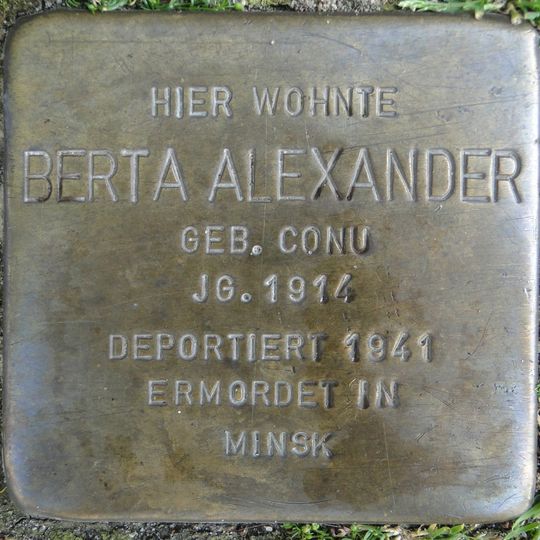 HIER WOHNTE
BERTA ALEXANDER
GEB. CONU
JG. 1914
DEPORTIERT 1941
ERMORDET IN
MINSK